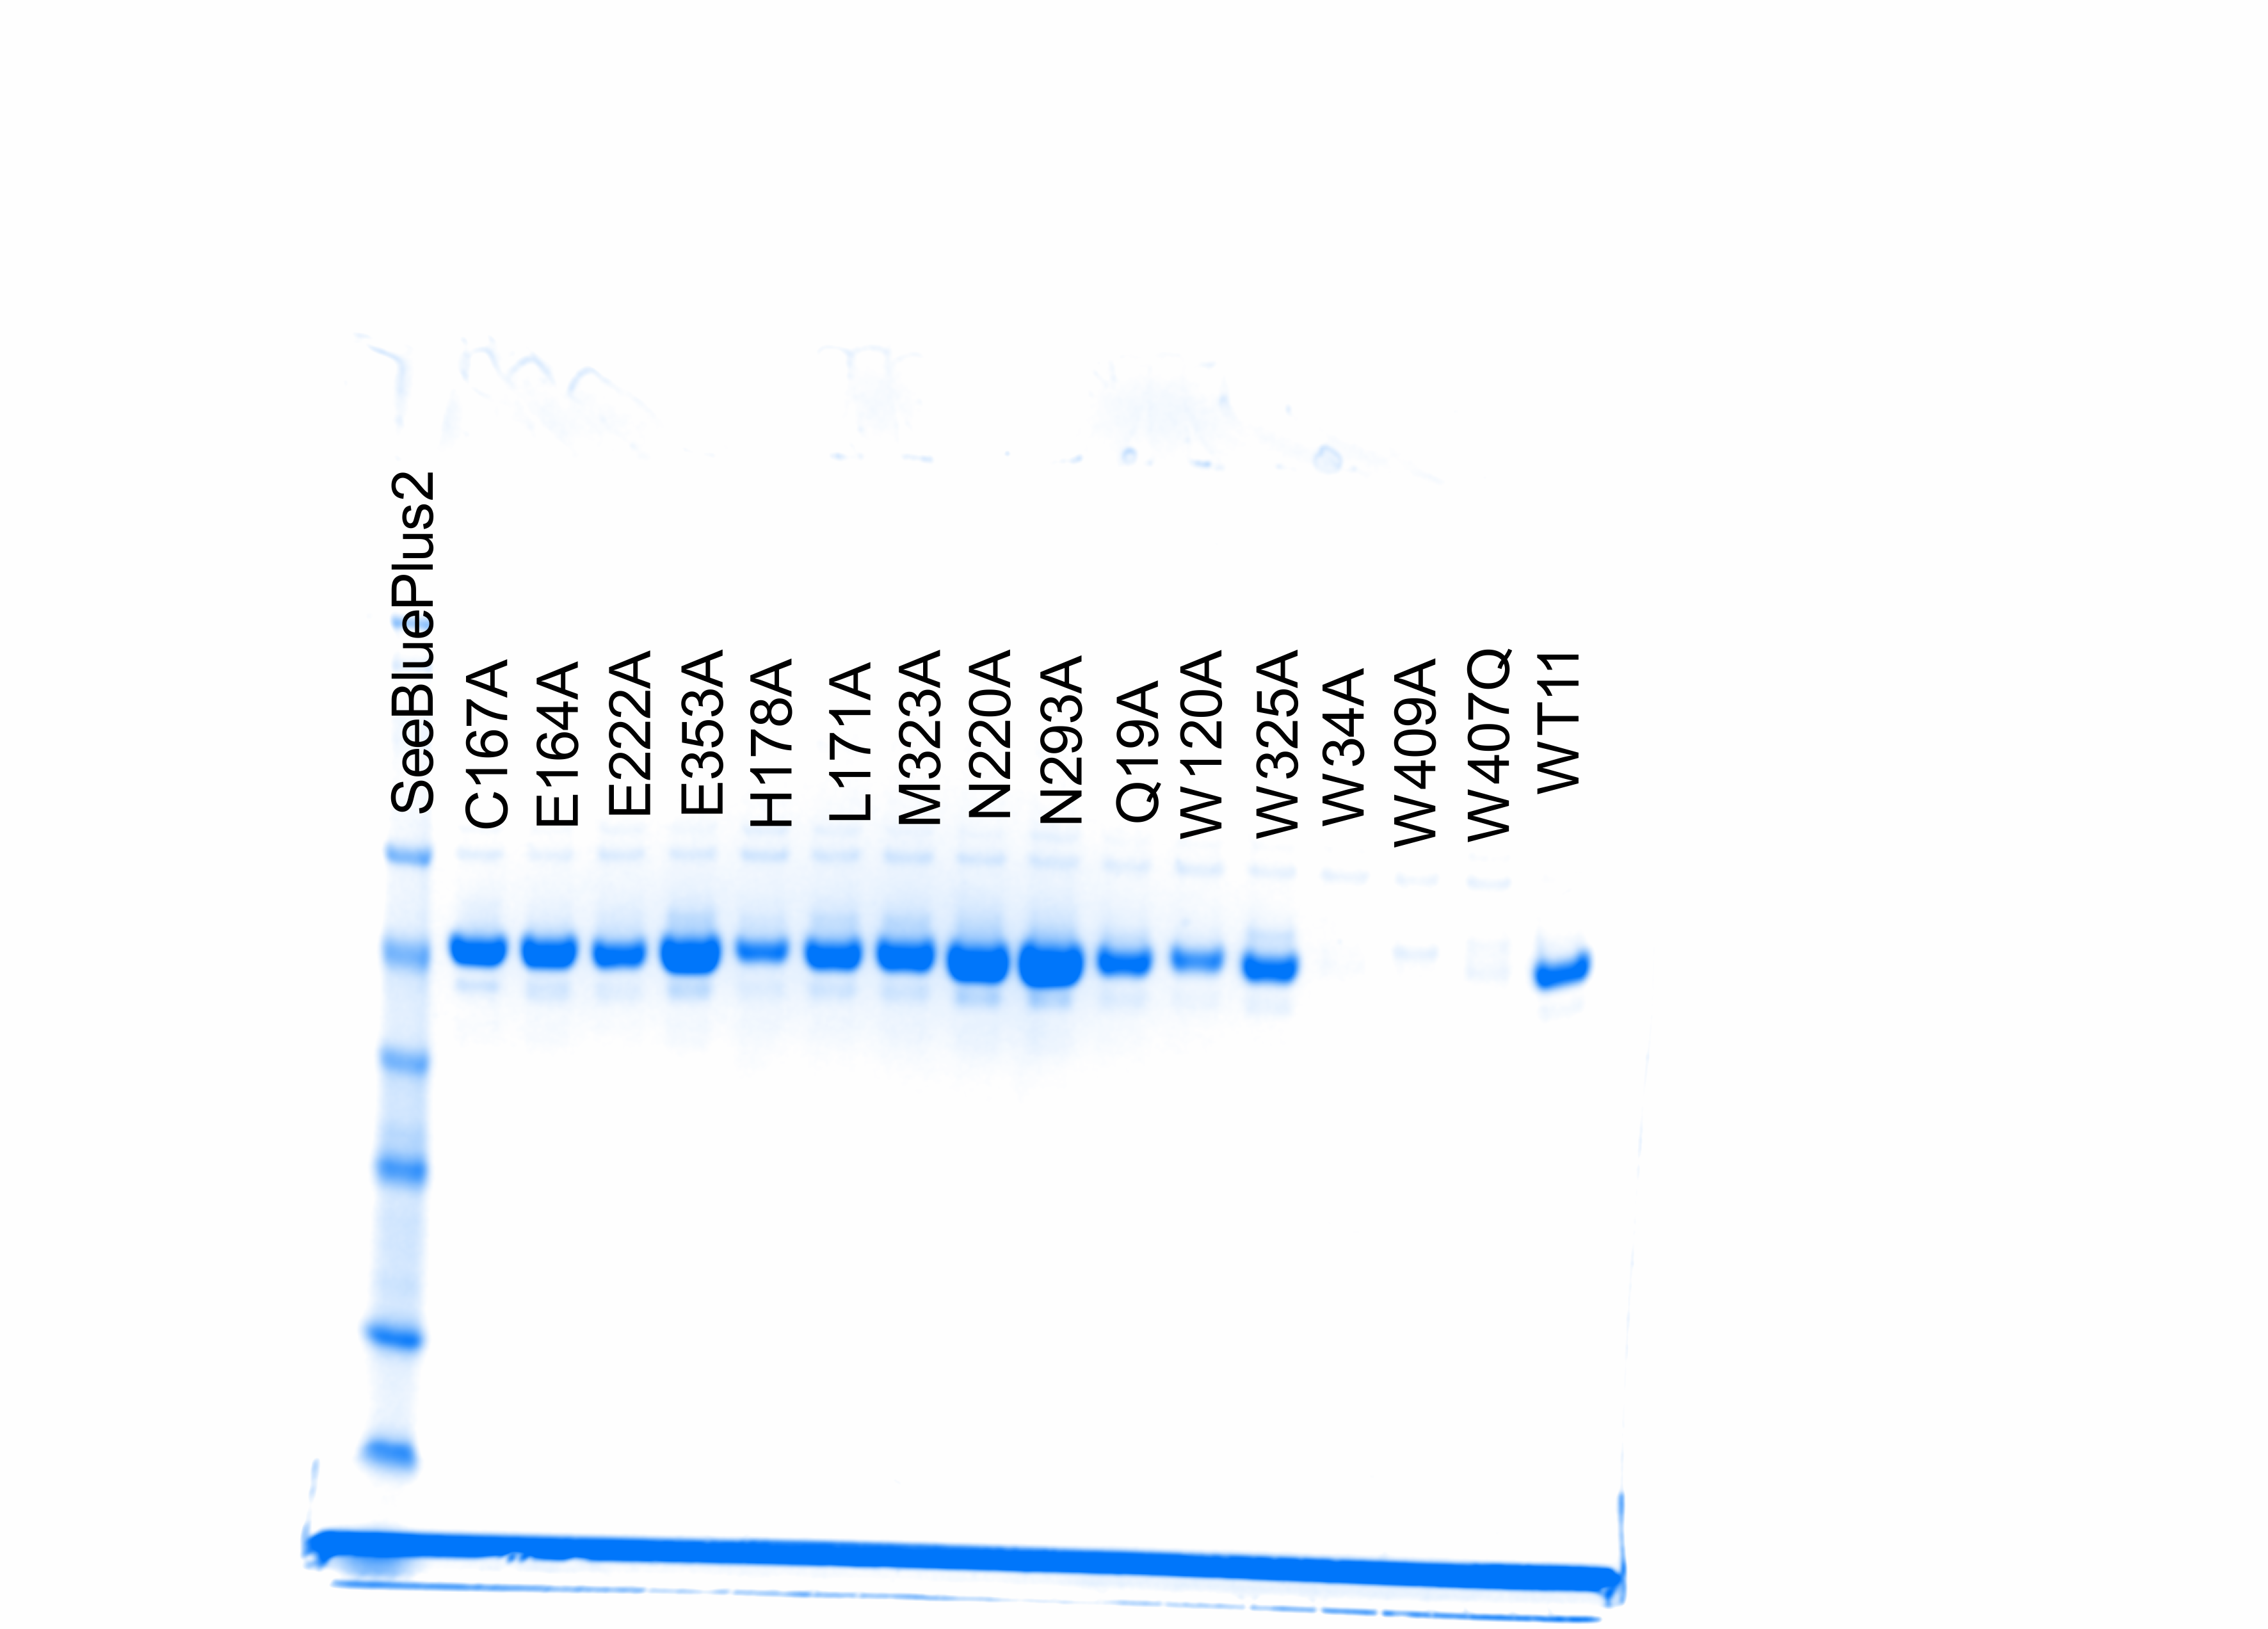 SeeBluePlus2
C167A
E164A
E222A
E353A
H178A
L171A
M323A
N220A
N293A
Q19A
W120A
W325A
W34A
W409A
W407Q
WT11